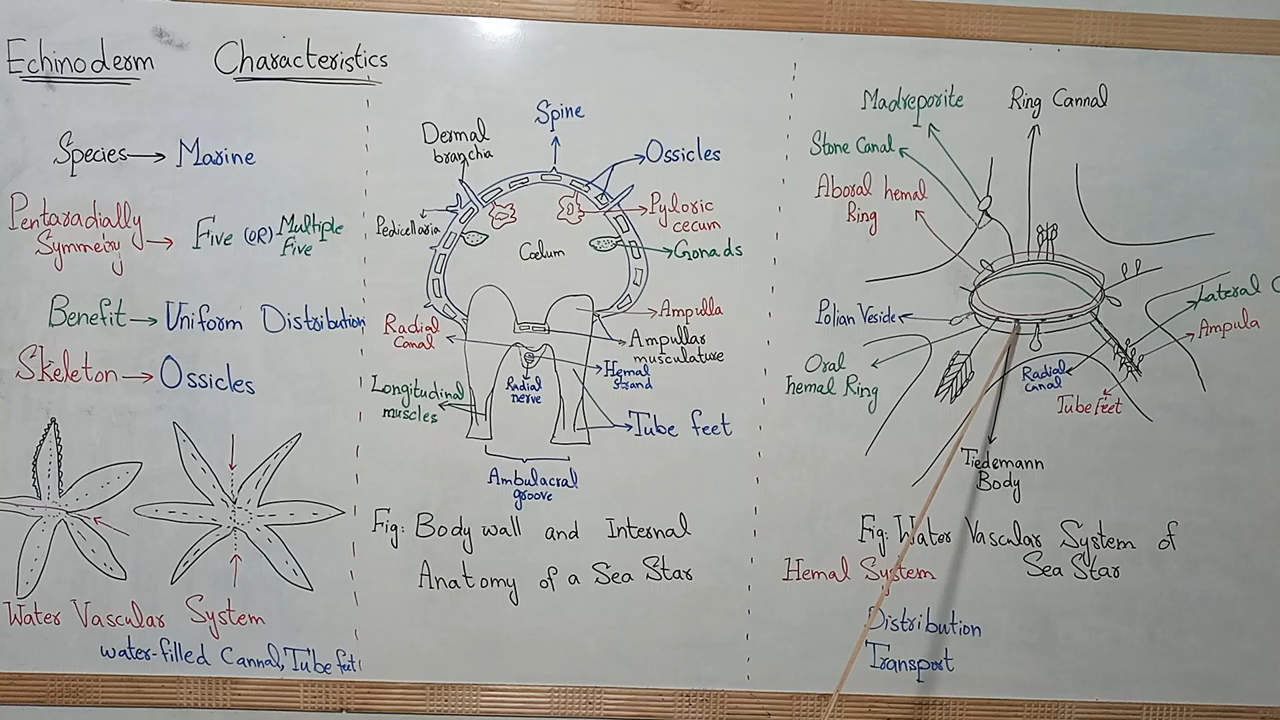 Echinoderm Characteristics
Species → Marine
Pentaradially
Symmetry → Five (OR) Multiple
Five
Benefit → Uniform Distribution
Skeleton → Ossicles
Water Vascular System
water-filled Cannal, Tube feet
Spine
Dermal
branchia
Ossicles
Pedicellaria
Pyloric
cecum
Coelum
Gonads
Radial
Canal
Ampulla
Ampullar
musculature
Hemal
Strand
Radial
nerve
Longitudinal
muscles
Tube feet
Ambulacral
groove
Fig: Body wall and Internal
Anatomy of a Sea Star
Madreporite
Ring Cannal
Stone Canal
Aboral hemal
Ring
Lateral C
Polian Veside
Ampula
Oral
hemal Ring
Radial
Canal
Tube feet
Tiedemann
Body
Fig: Water Vascular System of
Sea Star
Hemal System
Distribution
Transport